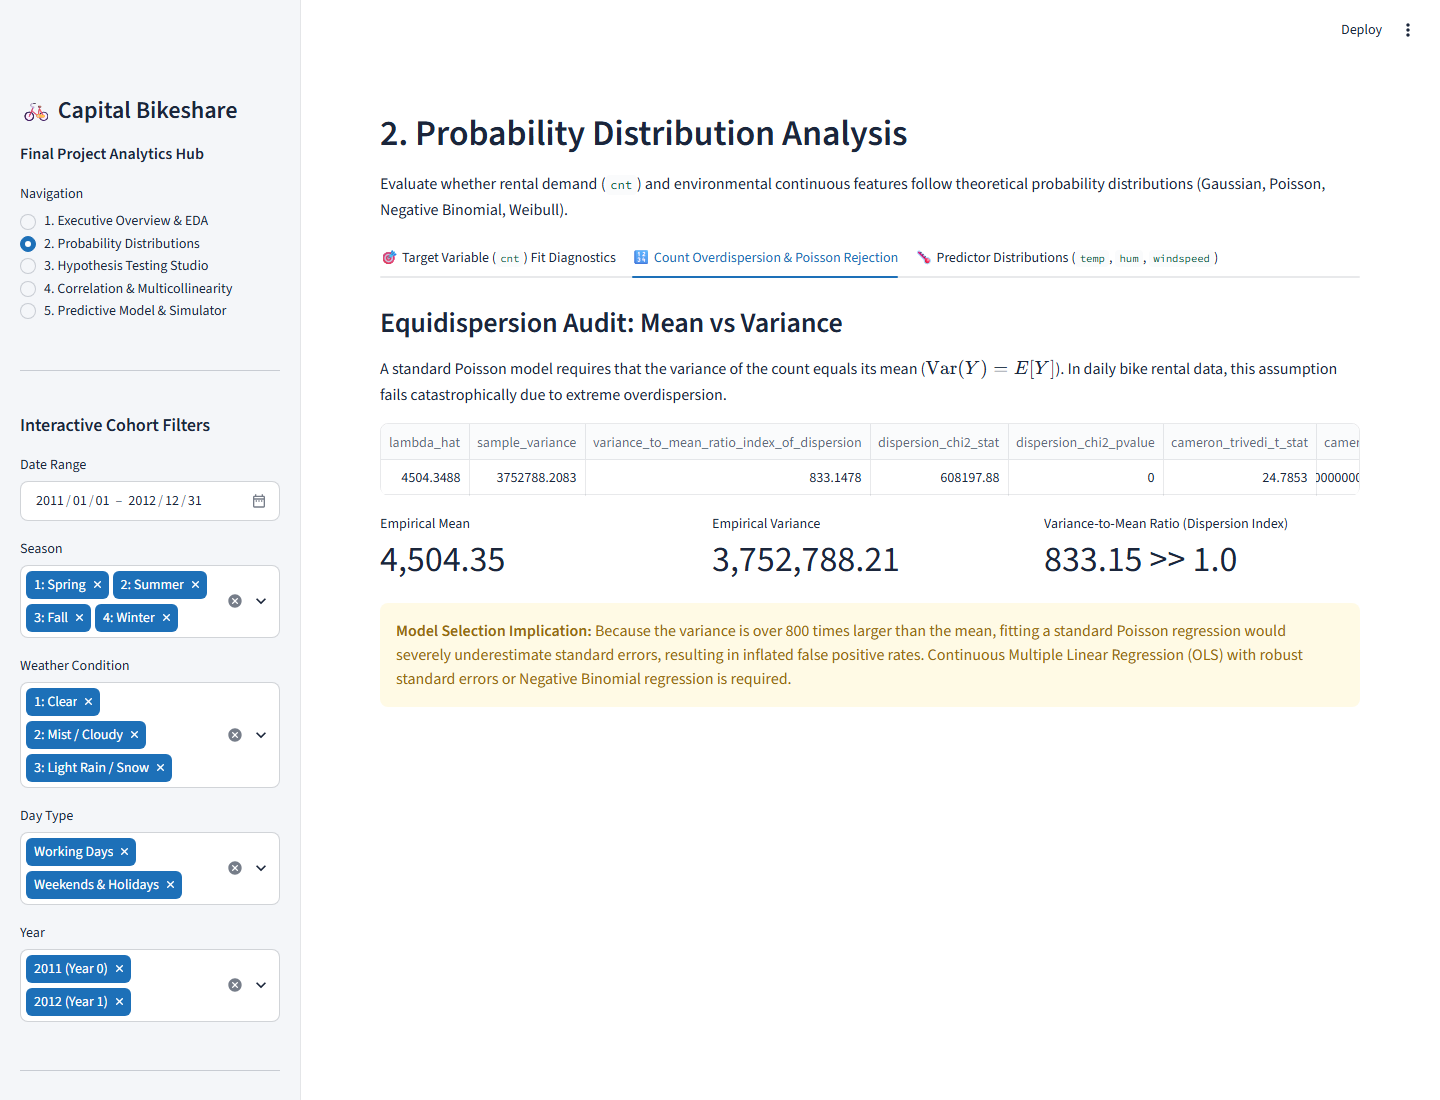 Deploy
Capital Bikeshare
Final Project Analytics Hub
Navigation
1. Executive Overview & EDA
2. Probability Distributions
3. Hypothesis Testing Studio
4. Correlation & Multicollinearity
5. Predictive Model & Simulator
Interactive Cohort Filters
Date Range
2011/01/01 – 2012/12/31
Season
1: Spring × 2: Summer ×
3: Fall × 4: Winter ×
Weather Condition
1: Clear ×
2: Mist / Cloudy ×
3: Light Rain / Snow ×
Day Type
Working Days ×
Weekends & Holidays ×
Year
2011 (Year 0) ×
2012 (Year 1) ×
2. Probability Distribution Analysis
Evaluate whether rental demand ( cnt ) and environmental continuous features follow theoretical probability distributions (Gaussian, Poisson,
Negative Binomial, Weibull).
Target Variable ( cnt ) Fit Diagnostics Count Overdispersion & Poisson Rejection Predictor Distributions ( temp , hum , windspeed )
Equidispersion Audit: Mean vs Variance
A standard Poisson model requires that the variance of the count equals its mean (Var(Y) = E[Y]). In daily bike rental data, this assumption
fails catastrophically due to extreme overdispersion.
lambda_hat sample_variance variance_to_mean_ratio_index_of_dispersion dispersion_chi2_stat dispersion_chi2_pvalue cameron_trivedi_t_stat camer
4504.3488 3752788.2083 833.1478 608197.88 0 24.7853 0000000
Empirical Mean Empirical Variance Variance-to-Mean Ratio (Dispersion Index)
4,504.35 3,752,788.21 833.15 >> 1.0
Model Selection Implication: Because the variance is over 800 times larger than the mean, fitting a standard Poisson regression would
severely underestimate standard errors, resulting in inflated false positive rates. Continuous Multiple Linear Regression (OLS) with robust
standard errors or Negative Binomial regression is required.